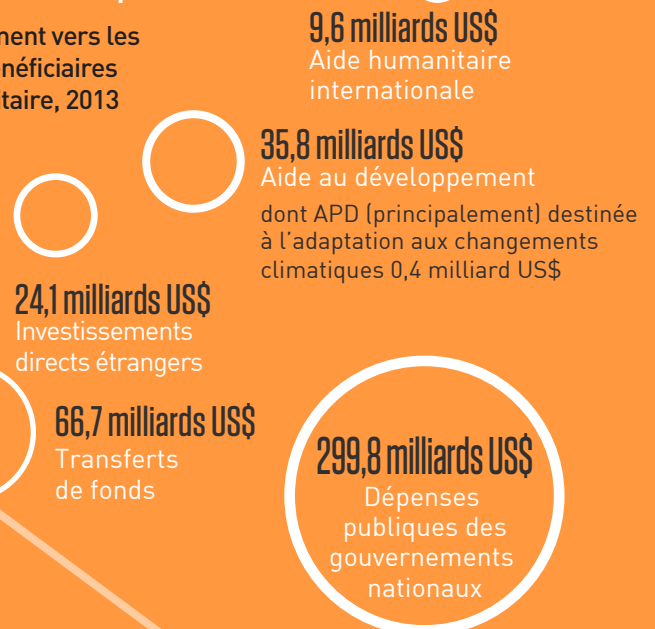 ment vers les
néficiaires
itaire, 2013
9,6 milliards US$
Aide humanitaire
internationale
35,8 milliards US$
Aide au développement
dont APD (principalement) destinée
à l'adaptation aux changements
climatiques 0,4 milliard US$
24,1 milliards US$
Investissements
directs étrangers
66,7 milliards US$
Transferts
de fonds
299,8 milliards US$
Dépenses
publiques des
gouvernements
nationaux